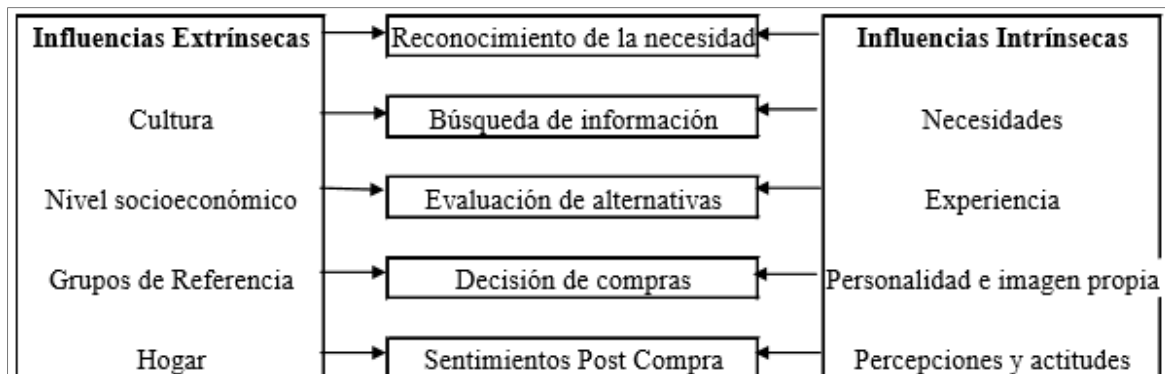 Influencias Extrínsecas
Reconocimiento de la necesidad
Influencias Intrínsecas
Cultura
Búsqueda de información
Necesidades
Nivel socioeconómico
Evaluación de alternativas
Experiencia
Grupos de Referencia
Decisión de compras
Personalidad e imagen propia
Hogar
Sentimientos Post Compra
Percepciones y actitudes